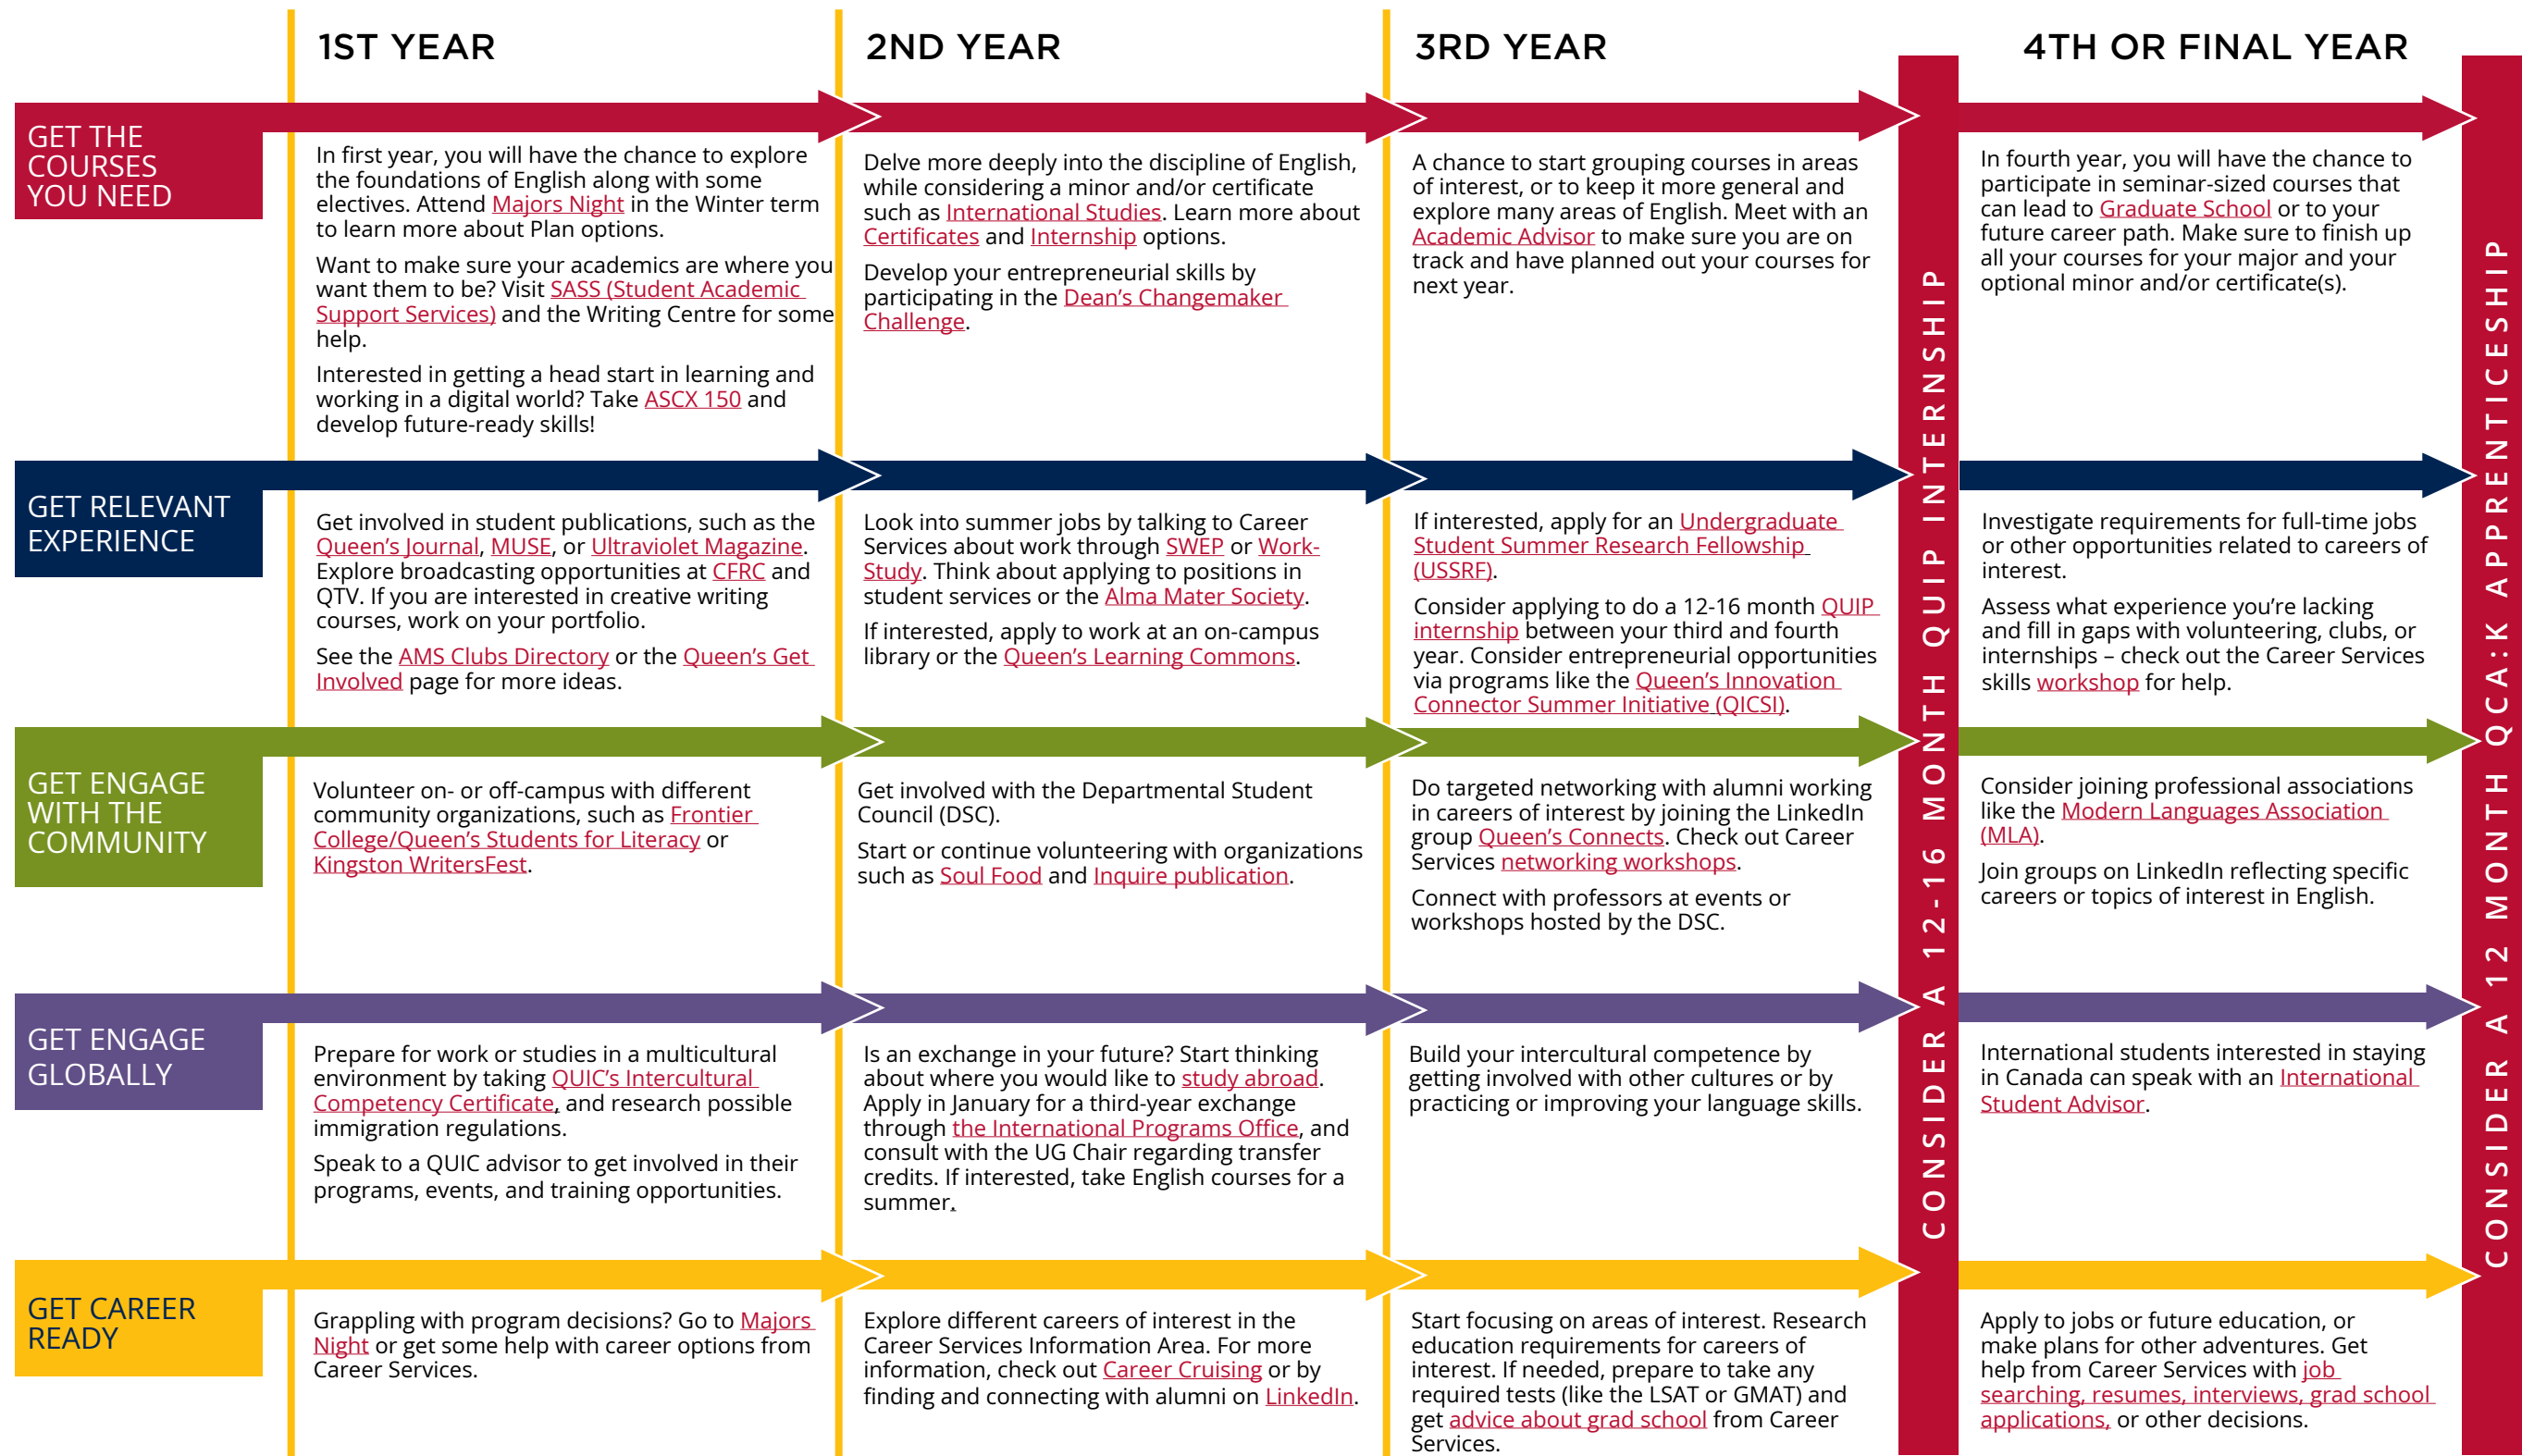 1ST YEAR
2ND YEAR
3RD YEAR
4TH OR FINAL YEAR
GET THE
COURSES
YOU NEED
In first year, you will have the chance to explore
the foundations of English along with some
electives. Attend Majors Night in the Winter term
to learn more about Plan options.
Want to make sure your academics are where you
want them to be? Visit SASS (Student Academic
Support Services) and the Writing Centre for some
help.
Interested in getting a head start in learning and
working in a digital world? Take ASCX 150 and
develop future-ready skills!
Delve more deeply into the discipline of English,
while considering a minor and/or certificate
such as International Studies. Learn more about
Certificates and Internship options.
Develop your entrepreneurial skills by
participating in the Dean’s Changemaker
Challenge.
A chance to start grouping courses in areas
of interest, or to keep it more general and
explore many areas of English. Meet with an
Academic Advisor to make sure you are on
track and have planned out your courses for
next year.
In fourth year, you will have the chance to
participate in seminar-sized courses that
can lead to Graduate School or to your
future career path. Make sure to finish up
all your courses for your major and your
optional minor and/or certificate(s).
GET RELEVANT
EXPERIENCE
Get involved in student publications, such as the
Queen’s Journal, MUSE, or Ultraviolet Magazine.
Explore broadcasting opportunities at CFRC and
QTV. If you are interested in creative writing
courses, work on your portfolio.
See the AMS Clubs Directory or the Queen’s Get
Involved page for more ideas.
Look into summer jobs by talking to Career
Services about work through SWEP or Work-
Study. Think about applying to positions in
student services or the Alma Mater Society.
If interested, apply to work at an on-campus
library or the Queen’s Learning Commons.
If interested, apply for an Undergraduate
Student Summer Research Fellowship
(USSRF).
Consider applying to do a 12-16 month QUIP
internship between your third and fourth
year. Consider entrepreneurial opportunities
via programs like the Queen’s Innovation
Connector Summer Initiative (QICSI).
Investigate requirements for full-time jobs
or other opportunities related to careers of
interest.
Assess what experience you’re lacking
and fill in gaps with volunteering, clubs, or
internships – check out the Career Services
skills workshop for help.
GET ENGAGE
WITH THE
COMMUNITY
Volunteer on- or off-campus with different
community organizations, such as Frontier
College/Queen’s Students for Literacy or
Kingston WritersFest.
Get involved with the Departmental Student
Council (DSC).
Start or continue volunteering with organizations
such as Soul Food and Inquire publication.
Do targeted networking with alumni working
in careers of interest by joining the LinkedIn
group Queen’s Connects. Check out Career
Services networking workshops.
Connect with professors at events or
workshops hosted by the DSC.
Consider joining professional associations
like the Modern Languages Association
(MLA).
Join groups on LinkedIn reflecting specific
careers or topics of interest in English.
GET ENGAGE
GLOBALLY
Prepare for work or studies in a multicultural
environment by taking QUIC’s Intercultural
Competency Certificate, and research possible
immigration regulations.
Speak to a QUIC advisor to get involved in their
programs, events, and training opportunities.
Is an exchange in your future? Start thinking
about where you would like to study abroad.
Apply in January for a third-year exchange
through the International Programs Office, and
consult with the UG Chair regarding transfer
credits. If interested, take English courses for a
summer.
Build your intercultural competence by
getting involved with other cultures or by
practicing or improving your language skills.
International students interested in staying
in Canada can speak with an International
Student Advisor.
GET CAREER
READY
Grappling with program decisions? Go to Majors
Night or get some help with career options from
Career Services.
Explore different careers of interest in the
Career Services Information Area. For more
information, check out Career Cruising or by
finding and connecting with alumni on LinkedIn.
Start focusing on areas of interest. Research
education requirements for careers of
interest. If needed, prepare to take any
required tests (like the LSAT or GMAT) and
get advice about grad school from Career
Services.
Apply to jobs or future education, or
make plans for other adventures. Get
help from Career Services with job
searching, resumes, interviews, grad school
applications, or other decisions.
CONSIDER A 12-16 MONTH QUIP INTERNSHIP
CONSIDER A 12 MONTH QCA:K APPRENTICESHIP